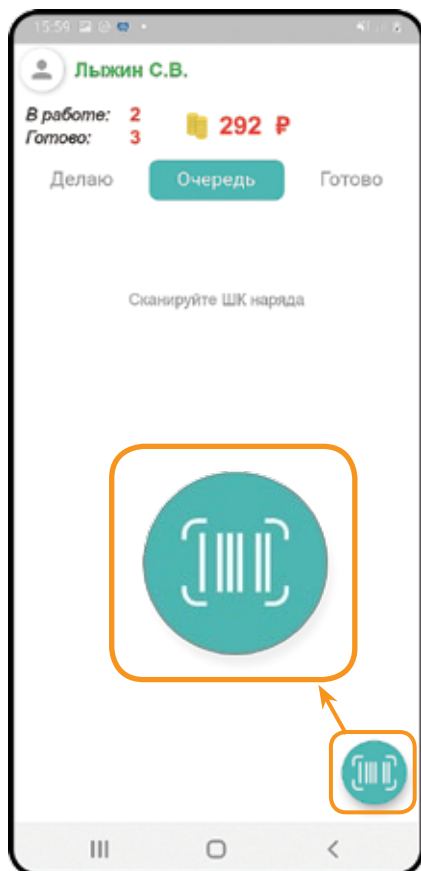 15:59
Лыжин С.В.
В работе: 2
Готово: 3
292 ₽
Делаю Очередь Готово
Сканируйте ШК наряда